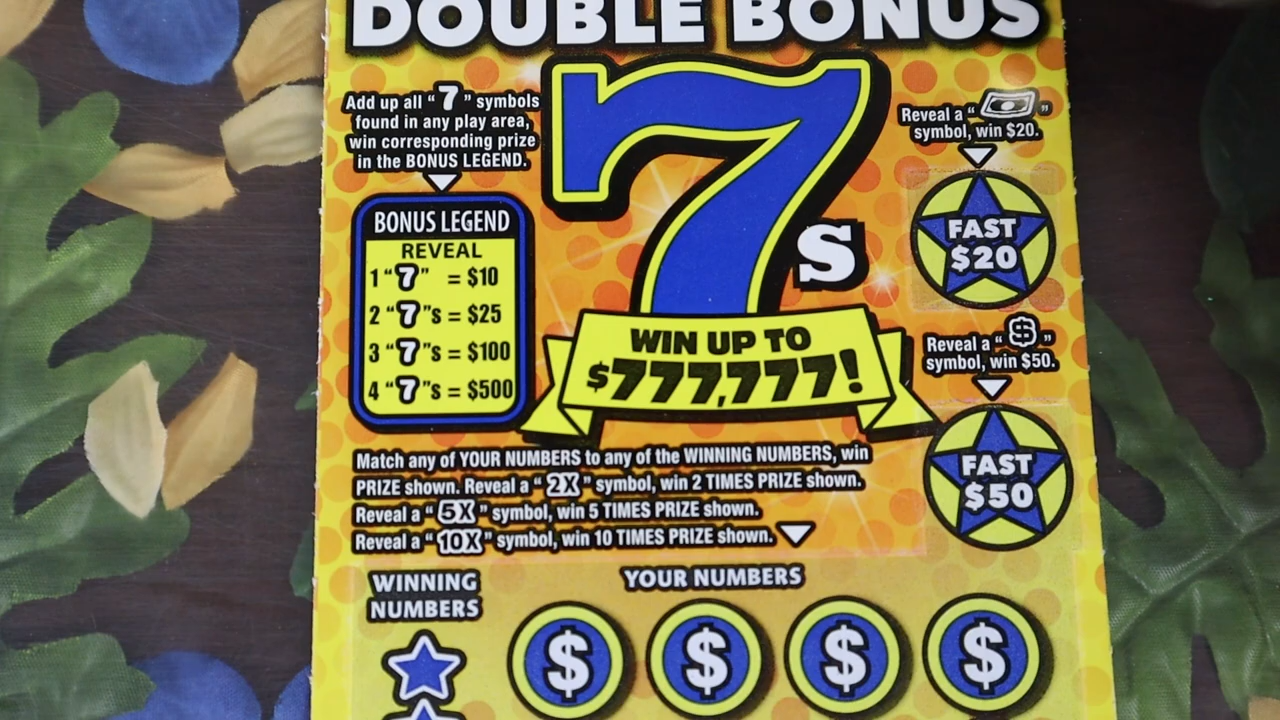 DOUBLE BONUS
7s
Add up all "7" symbols
found in any play area,
win corresponding prize
in the BONUS LEGEND.
BONUS LEGEND
REVEAL
1 "7" = $10
2 "7"s = $25
3 "7"s = $100
4 "7"s = $500
WIN UP TO
$777,777!
Reveal a " "
symbol, win $20.
FAST
$20
Reveal a "$"
symbol, win $50.
FAST
$50
Match any of YOUR NUMBERS to any of the WINNING NUMBERS, win
PRIZE shown. Reveal a "2X" symbol, win 2 TIMES PRIZE shown.
Reveal a "5X" symbol, win 5 TIMES PRIZE shown.
Reveal a "10X" symbol, win 10 TIMES PRIZE shown.
WINNING
NUMBERS
YOUR NUMBERS
$ $ $ $